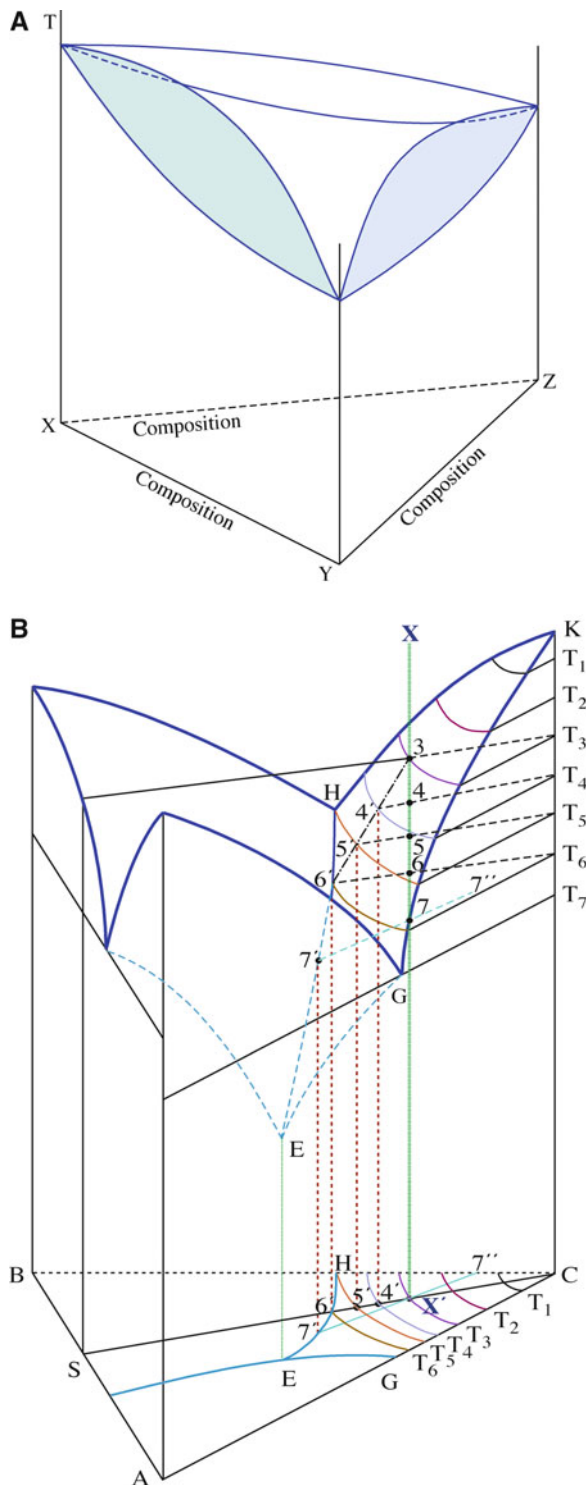 A
T
X
Z
Composition
Composition
Composition
Y
B
X
K
T₁
T₂
3
T₃
H
4′
4
T₄
5′
5
T₅
6′
6
T₆
7′′
7
T₇
7′
G
E
B
H
7′′
C
6′
5′
4′
X′
T₁
7′
T₂
T₃
S
T₄
E
T₅
G
T₆
A